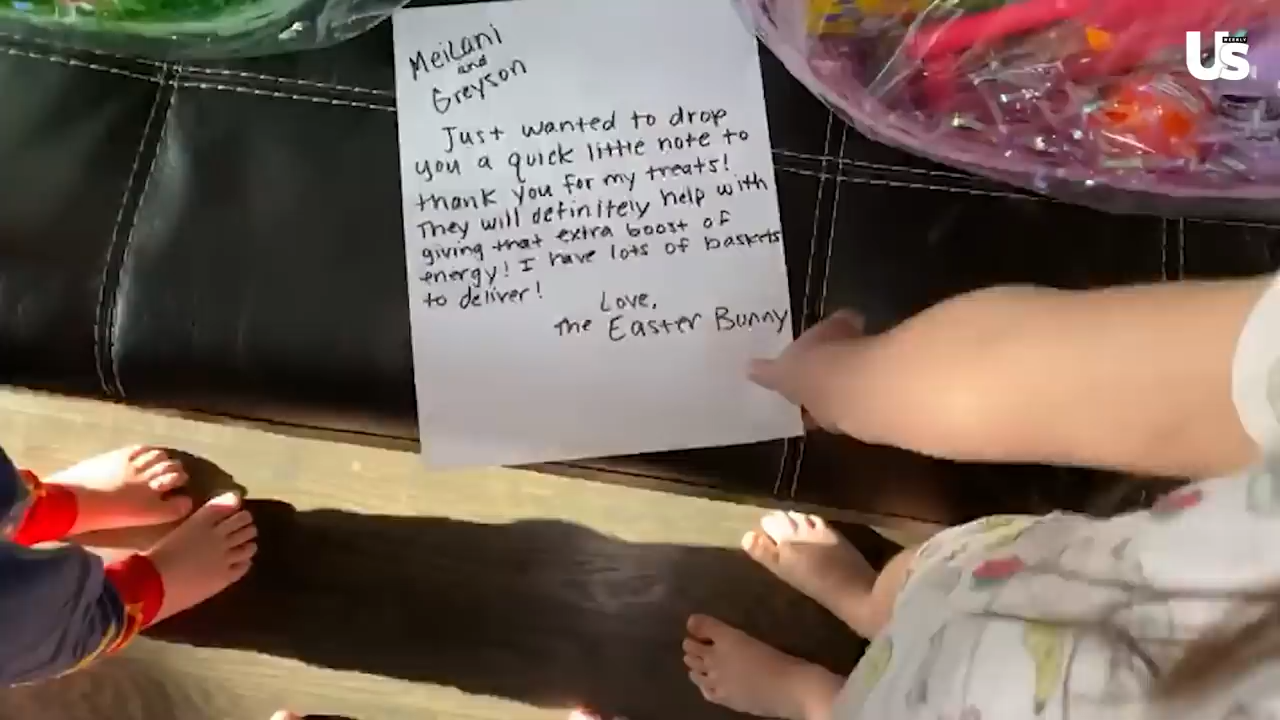 Meilani
and
Greyson
Just wanted to drop
you a quick little note to
thank you for my treats!
They will definitely help with
giving that extra boost of
energy! I have lots of baskets
to deliver!
Love,
The Easter Bunny
Us
WEEKLY